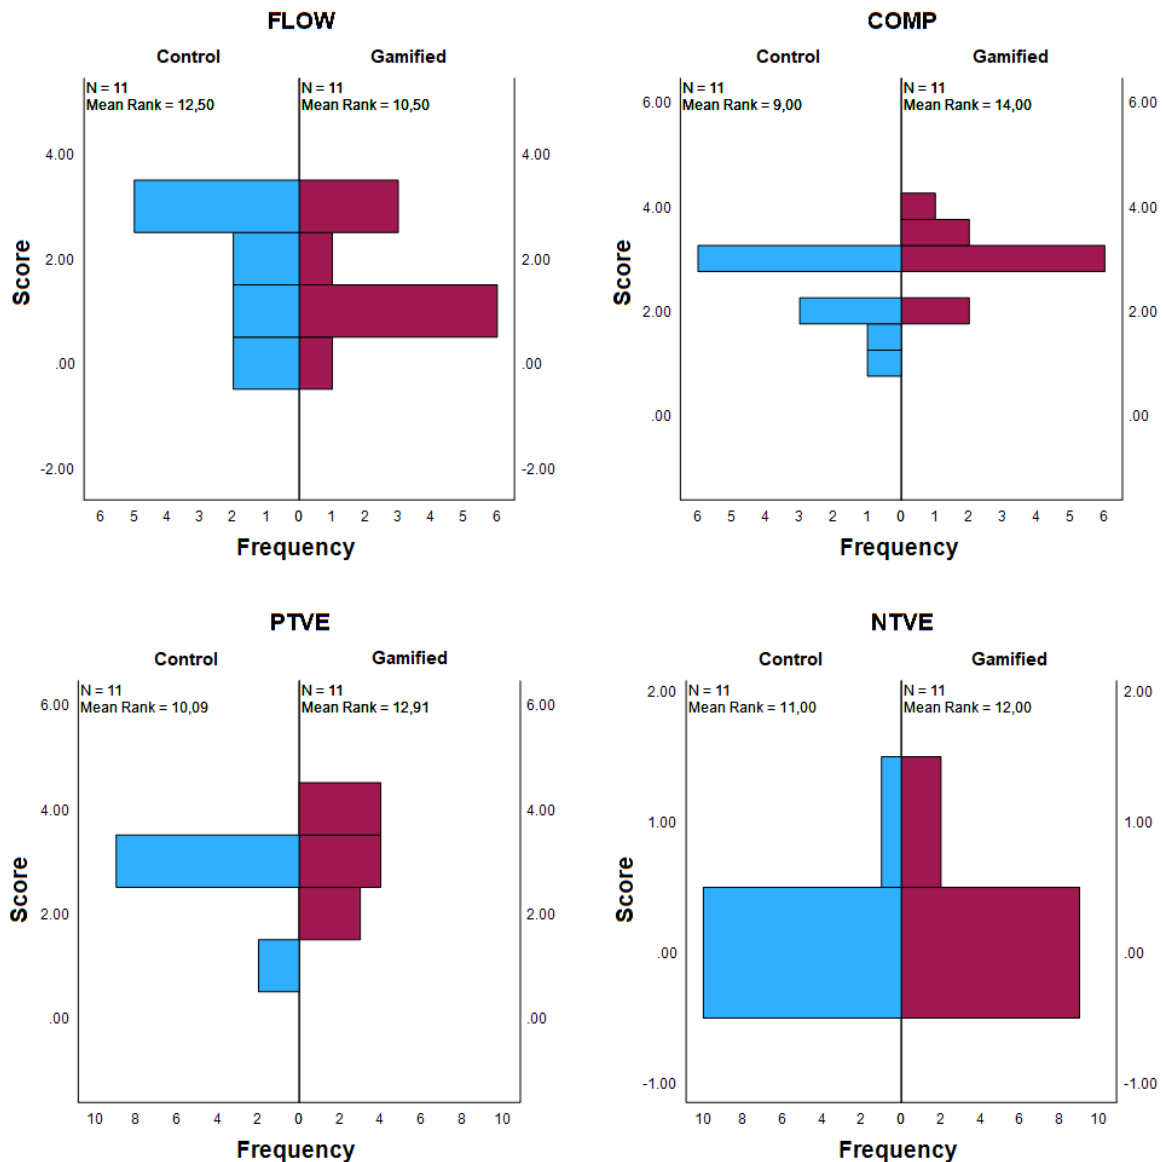 FLOW
Control Gamified
N = 11 N = 11
Mean Rank = 12,50 Mean Rank = 10,50
4.00 4.00
2.00 2.00
.00 .00
-2.00 -2.00
Score
6 5 4 3 2 1 0 1 2 3 4 5 6
Frequency
COMP
Control Gamified
N = 11 N = 11
Mean Rank = 9,00 Mean Rank = 14,00
6.00 6.00
4.00 4.00
2.00 2.00
.00 .00
Score
6 5 4 3 2 1 0 1 2 3 4 5 6
Frequency
PTVE
Control Gamified
N = 11 N = 11
Mean Rank = 10,09 Mean Rank = 12,91
6.00 6.00
4.00 4.00
2.00 2.00
.00 .00
Score
10 8 6 4 2 0 2 4 6 8 10
Frequency
NTVE
Control Gamified
N = 11 N = 11
Mean Rank = 11,00 Mean Rank = 12,00
2.00 2.00
1.00 1.00
.00 .00
-1.00 -1.00
Score
10 8 6 4 2 0 2 4 6 8 10
Frequency